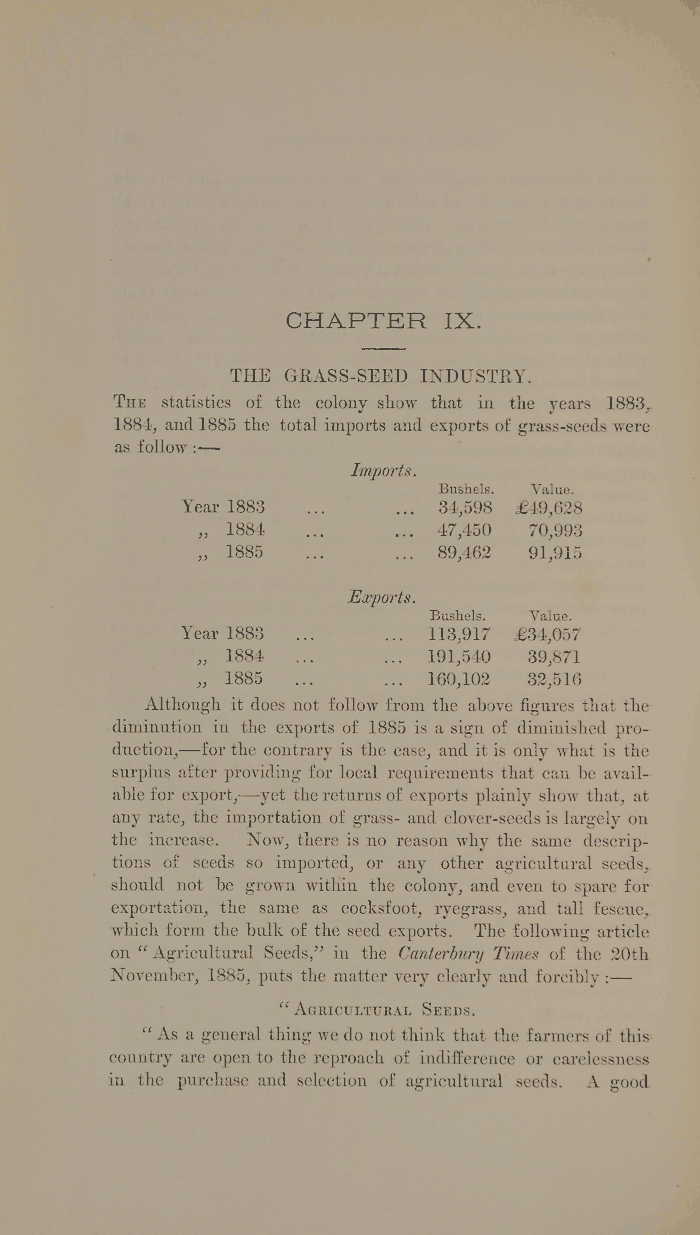 CHAPTER IX.
THE GRASS-SEED INDUSTRY.
THE statistics of the colony show that in the years 1883,
1884, and 1885 the total imports and exports of grass-seeds were
as follow :—
Imports.
Bushels. Value.
Year 1883 ... ... 34,598 £49,628
„ 1884 ... ... 47,450 70,993
„ 1885 ... ... 89,462 91,915
Exports.
Bushels. Value.
Year 1883 ... ... 113,917 £34,057
„ 1884 ... ... 191,540 39,871
„ 1885 ... ... 160,102 32,516
Although it does not follow from the above figures that the
diminution in the exports of 1885 is a sign of diminished pro-
duction,—for the contrary is the case, and it is only what is the
surplus after providing for local requirements that can be avail-
able for export,—yet the returns of exports plainly show that, at
any rate, the importation of grass- and clover-seeds is largely on
the increase. Now, there is no reason why the same descrip-
tions of seeds so imported, or any other agricultural seeds,
should not be grown within the colony, and even to spare for
exportation, the same as cocksfoot, ryegrass, and tall fescue,
which form the bulk of the seed exports. The following article
on “ Agricultural Seeds,” in the Canterbury Times of the 20th
November, 1885, puts the matter very clearly and forcibly :—
“ AGRICULTURAL SEEDS.
“ As a general thing we do not think that the farmers of this
country are open to the reproach of indifference or carelessness
in the purchase and selection of agricultural seeds. A good